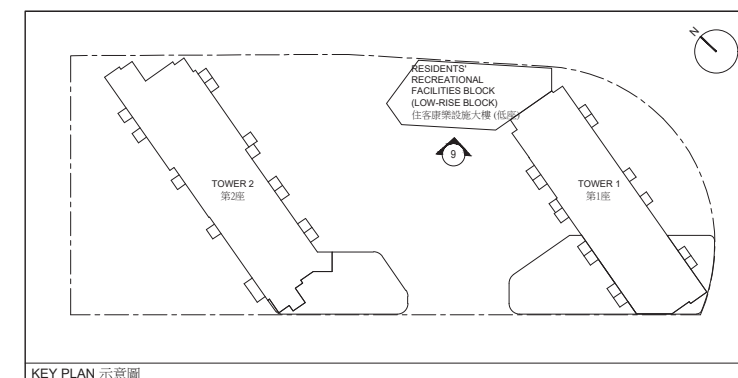 N
RESIDENTS'
RECREATIONAL
FACILITIES BLOCK
(LOW-RISE BLOCK)
住客康樂設施大樓 (低座)
9
TOWER 2
第2座
TOWER 1
第1座
KEY PLAN 示意圖